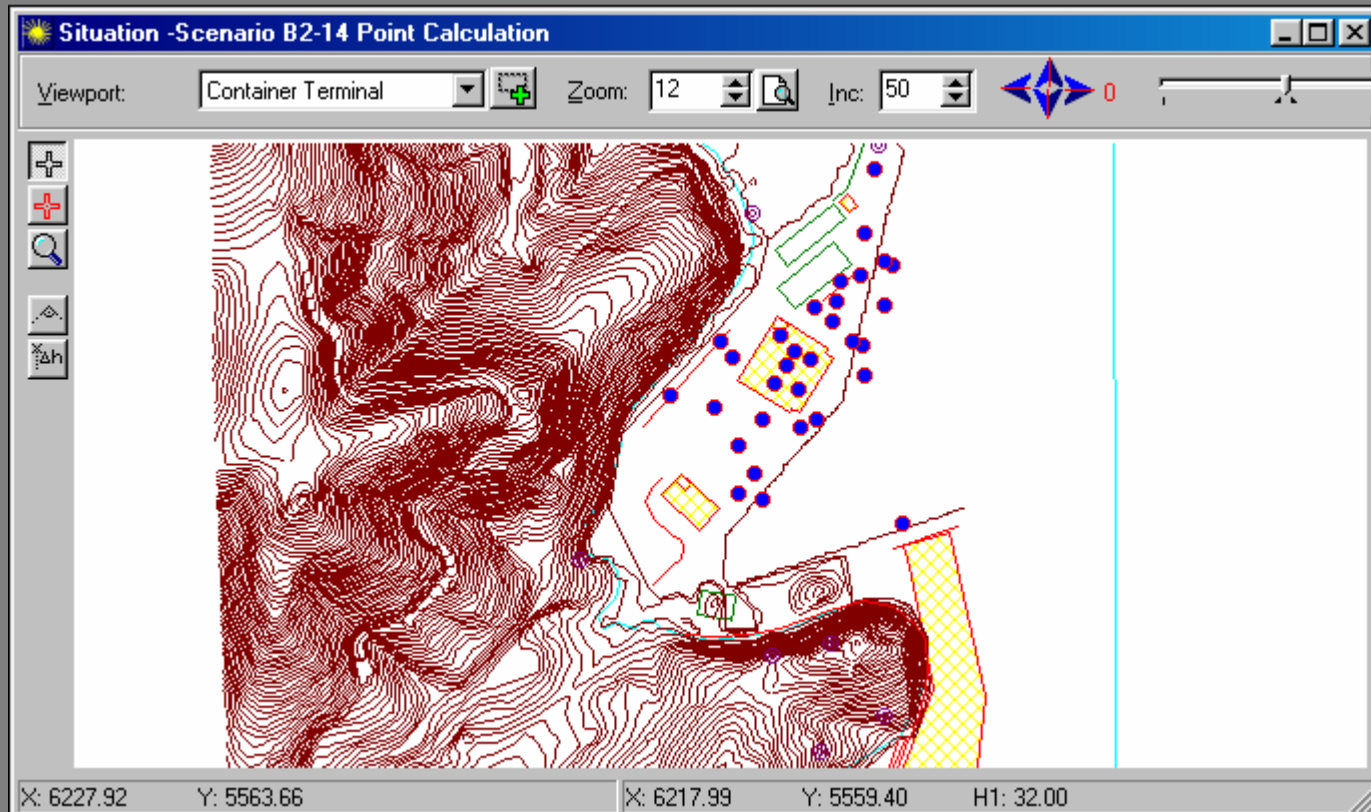 Situation -Scenario B2-14 Point Calculation
Viewport: Container Terminal Zoom: 12 Inc: 50 0
Δh
X: 6227.92 Y: 5563.66 X: 6217.99 Y: 5559.40 H1: 32.00